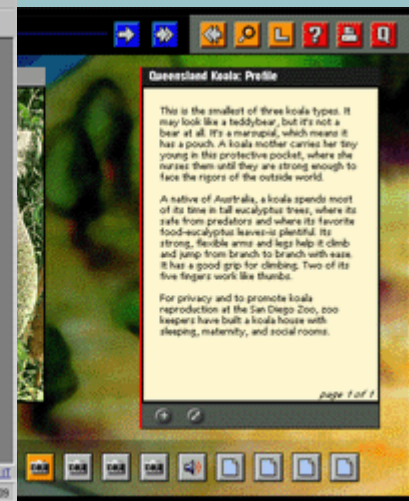 Queensland Koala: Profile
This is the smallest of three koala types. It
may look like a teddybear, but it's not a
bear at all. It's a marsupial, which means it
has a pouch. A koala mother carries her tiny
young in this protective pocket, where she
nurses them until they are strong enough to
face the rigors of the outside world.
A native of Australia, a koala spends most
of its time in tall eucalyptus trees, where its
safe from predators and where its favorite
food-eucalyptus leaves-is plentiful. Its
strong, flexible arms and legs help it climb
and jump from branch to branch with ease.
It has a good grip for climbing. Two of its
five fingers work like thumbs.
For privacy and to promote koala
reproduction at the San Diego Zoo, zoo
keepers have built a koala house with
sleeping, maternity, and social rooms.
page 1 of 1